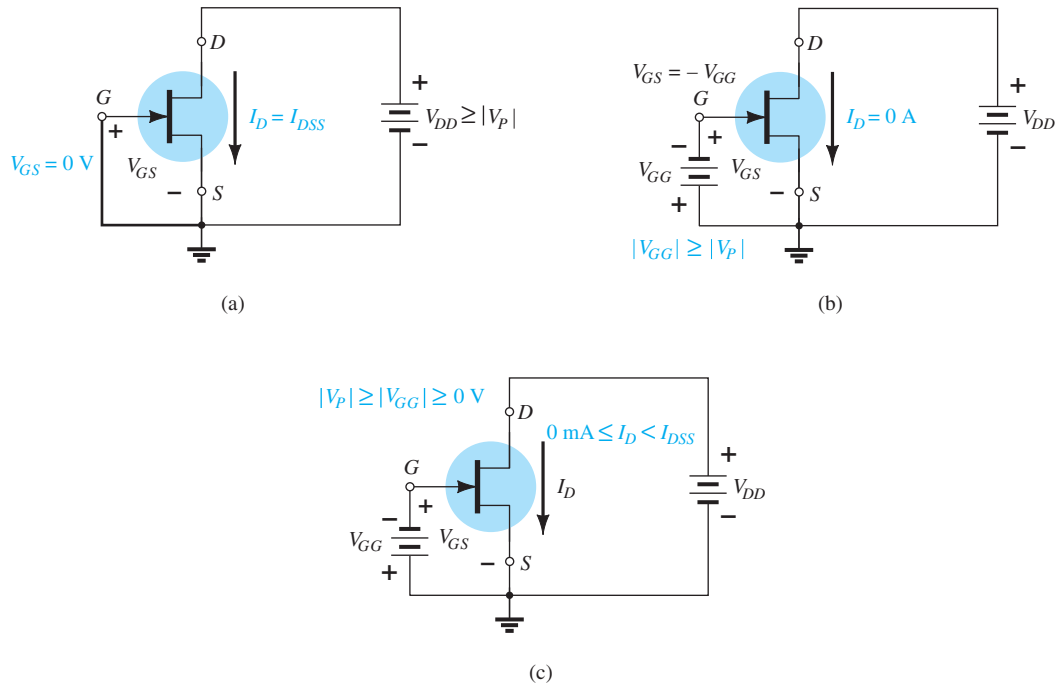 D
G
+
I_D = I_DSS
+
V_DD ≥ |V_P|
−
V_GS = 0 V
V_GS
−
S
(a)
D
V_GS = − V_GG
G
−
+
I_D = 0 A
+
V_DD
−
V_GG
V_GS
+
−
S
|V_GG| ≥ |V_P|
(b)
|V_P| ≥ |V_GG| ≥ 0 V
D
0 mA ≤ I_D < I_DSS
G
−
+
I_D
+
V_DD
−
V_GG
V_GS
+
−
S
(c)